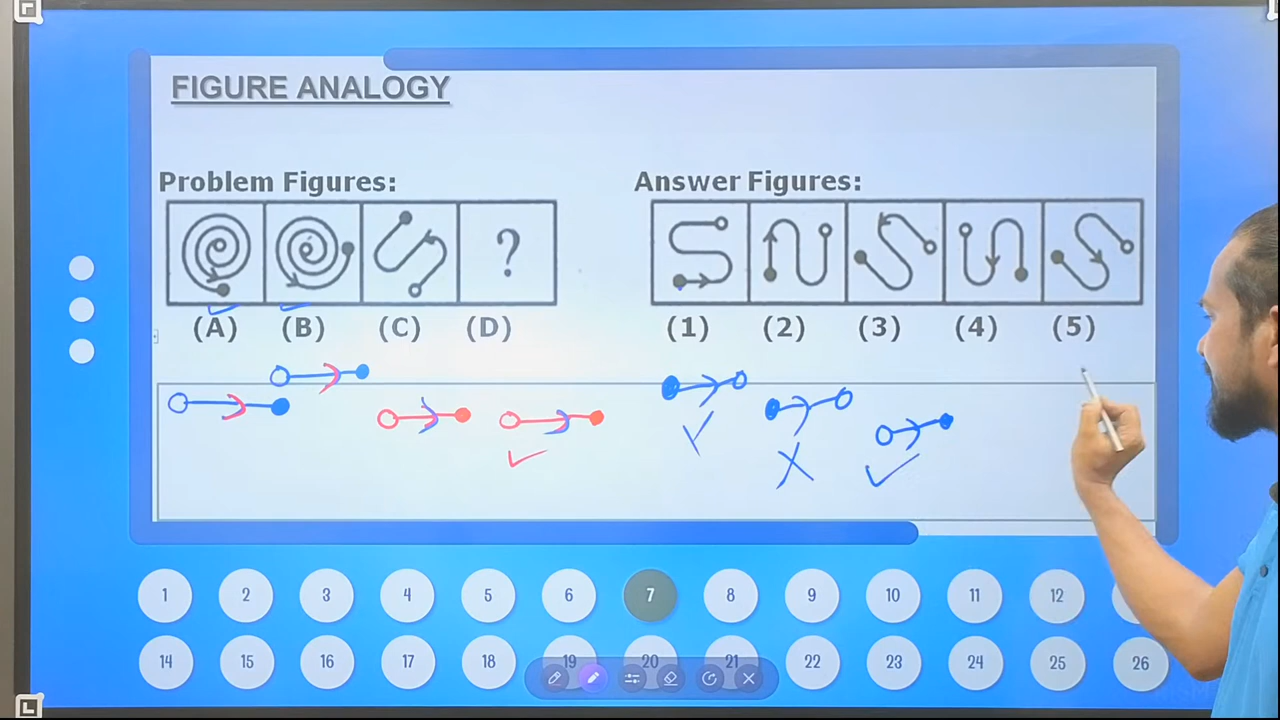 FIGURE ANALOGY
Problem Figures:
Answer Figures:
?
(A) (B) (C) (D)
(1) (2) (3) (4) (5)
1 2 3 4 5 6 7 8 9 10 11 12
14 15 16 17 18 19 20 21 22 23 24 25 26